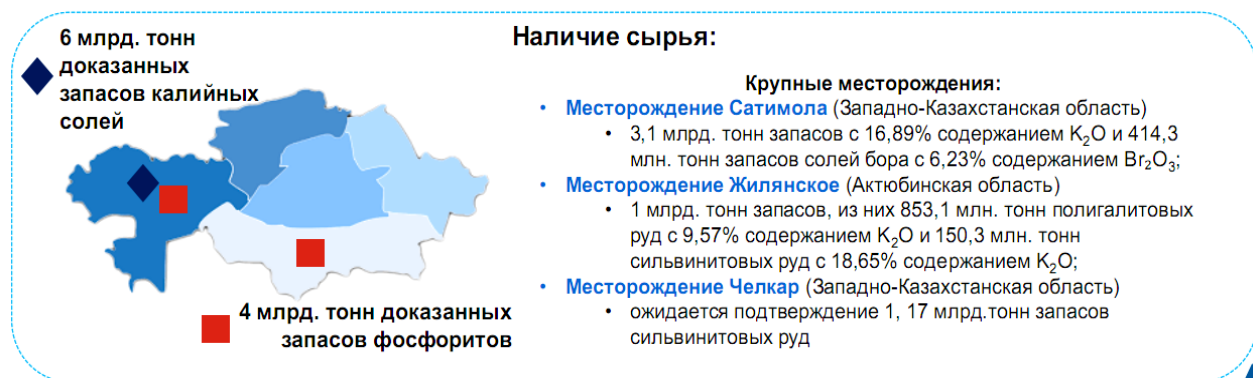 6 млрд. тонн
доказанных
запасов калийных
солей
4 млрд. тонн доказанных
запасов фосфоритов
Наличие сырья:
Крупные месторождения:
• Месторождение Сатимола (Западно-Казахстанская область)
• 3,1 млрд. тонн запасов с 16,89% содержанием K₂O и 414,3
млн. тонн запасов солей бора с 6,23% содержанием Br₂O₃;
• Месторождение Жилянское (Актюбинская область)
• 1 млрд. тонн запасов, из них 853,1 млн. тонн полигалитовых
руд с 9,57% содержанием K₂O и 150,3 млн. тонн
сильвинитовых руд с 18,65% содержанием K₂O;
• Месторождение Челкар (Западно-Казахстанская область)
• ожидается подтверждение 1, 17 млрд.тонн запасов
сильвинитовых руд